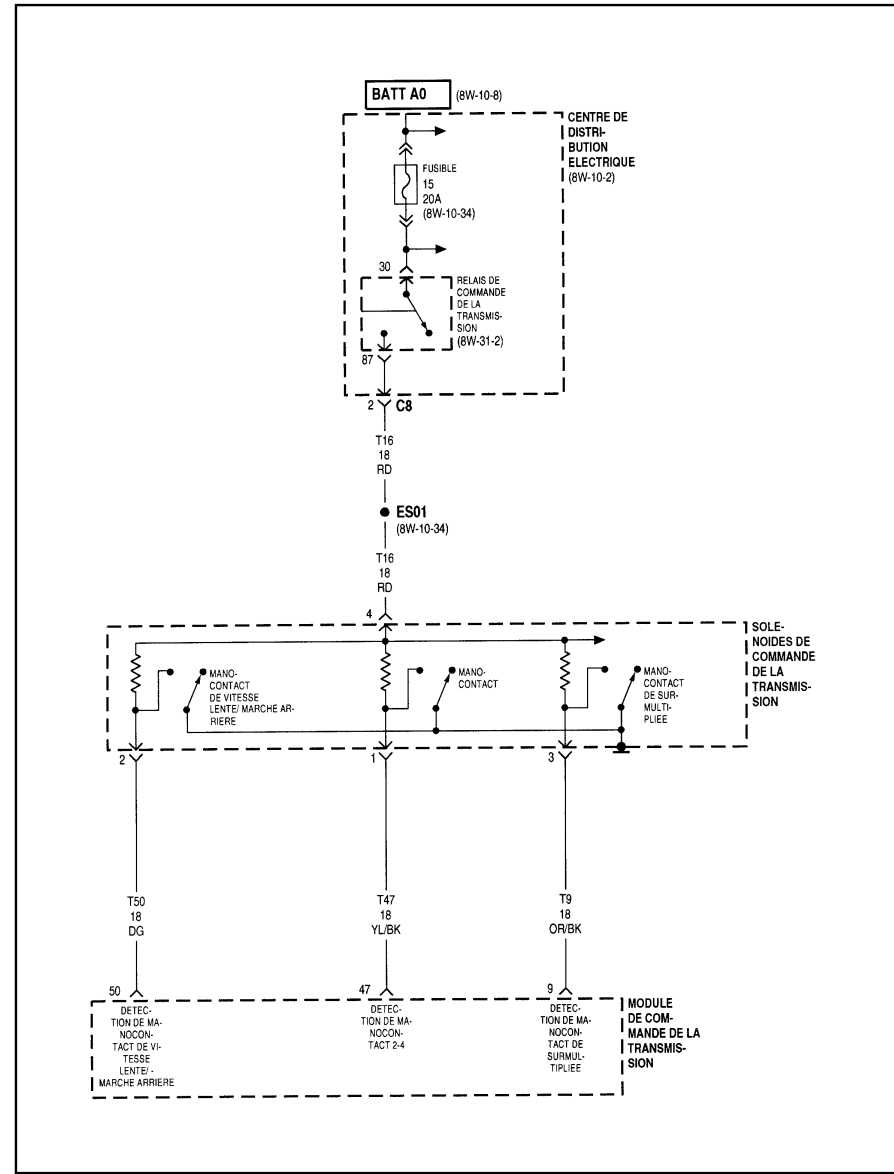 BATT A0 (8W-10-8)
CENTRE DE
DISTRI-
BUTION
ELECTRIQUE
(8W-10-2)
FUSIBLE
15
20A
(8W-10-34)
30
RELAIS DE
COMMANDE
DE LA
TRANSMIS-
SION
(8W-31-2)
87
2 C8
T16
18
RD
ES01
(8W-10-34)
T16
18
RD
4
SOLE-
NOIDES DE
COMMANDE
DE LA
TRANSMIS-
SION
MANO-
CONTACT
DE VITESSE
LENTE/ MARCHE AR-
RIERE
MANO-
CONTACT
MANO-
CONTACT
DE SUR-
MULTI-
PLIEE
2
1
3
T50
18
DG
T47
18
YL/BK
T9
18
OR/BK
50
47
9
DETEC-
TION DE MA-
NOCON-
TACT DE VI-
TESSE
LENTE/ -
MARCHE ARRIERE
DETEC-
TION DE MA-
NOCON-
TACT 2-4
DETEC-
TION DE MA-
NOCON-
TACT DE
SURMUL-
TIPLIEE
MODULE
DE COM-
MANDE DE LA
TRANSMIS-
SION